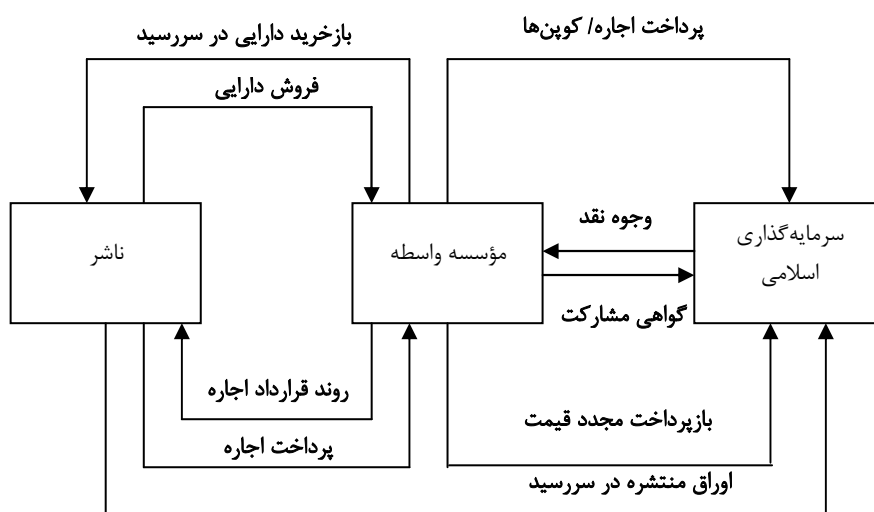 پرداخت اجاره/ کوپن‌ها
بازخرید دارایی در سررسید
فروش دارایی
وجوه نقد
سرمایه‌گذاری
اسلامی
مؤسسه واسطه
ناشر
گواهی مشارکت
روند قرارداد اجاره
بازپرداخت مجدد قیمت
پرداخت اجاره
اوراق منتشره در سررسید